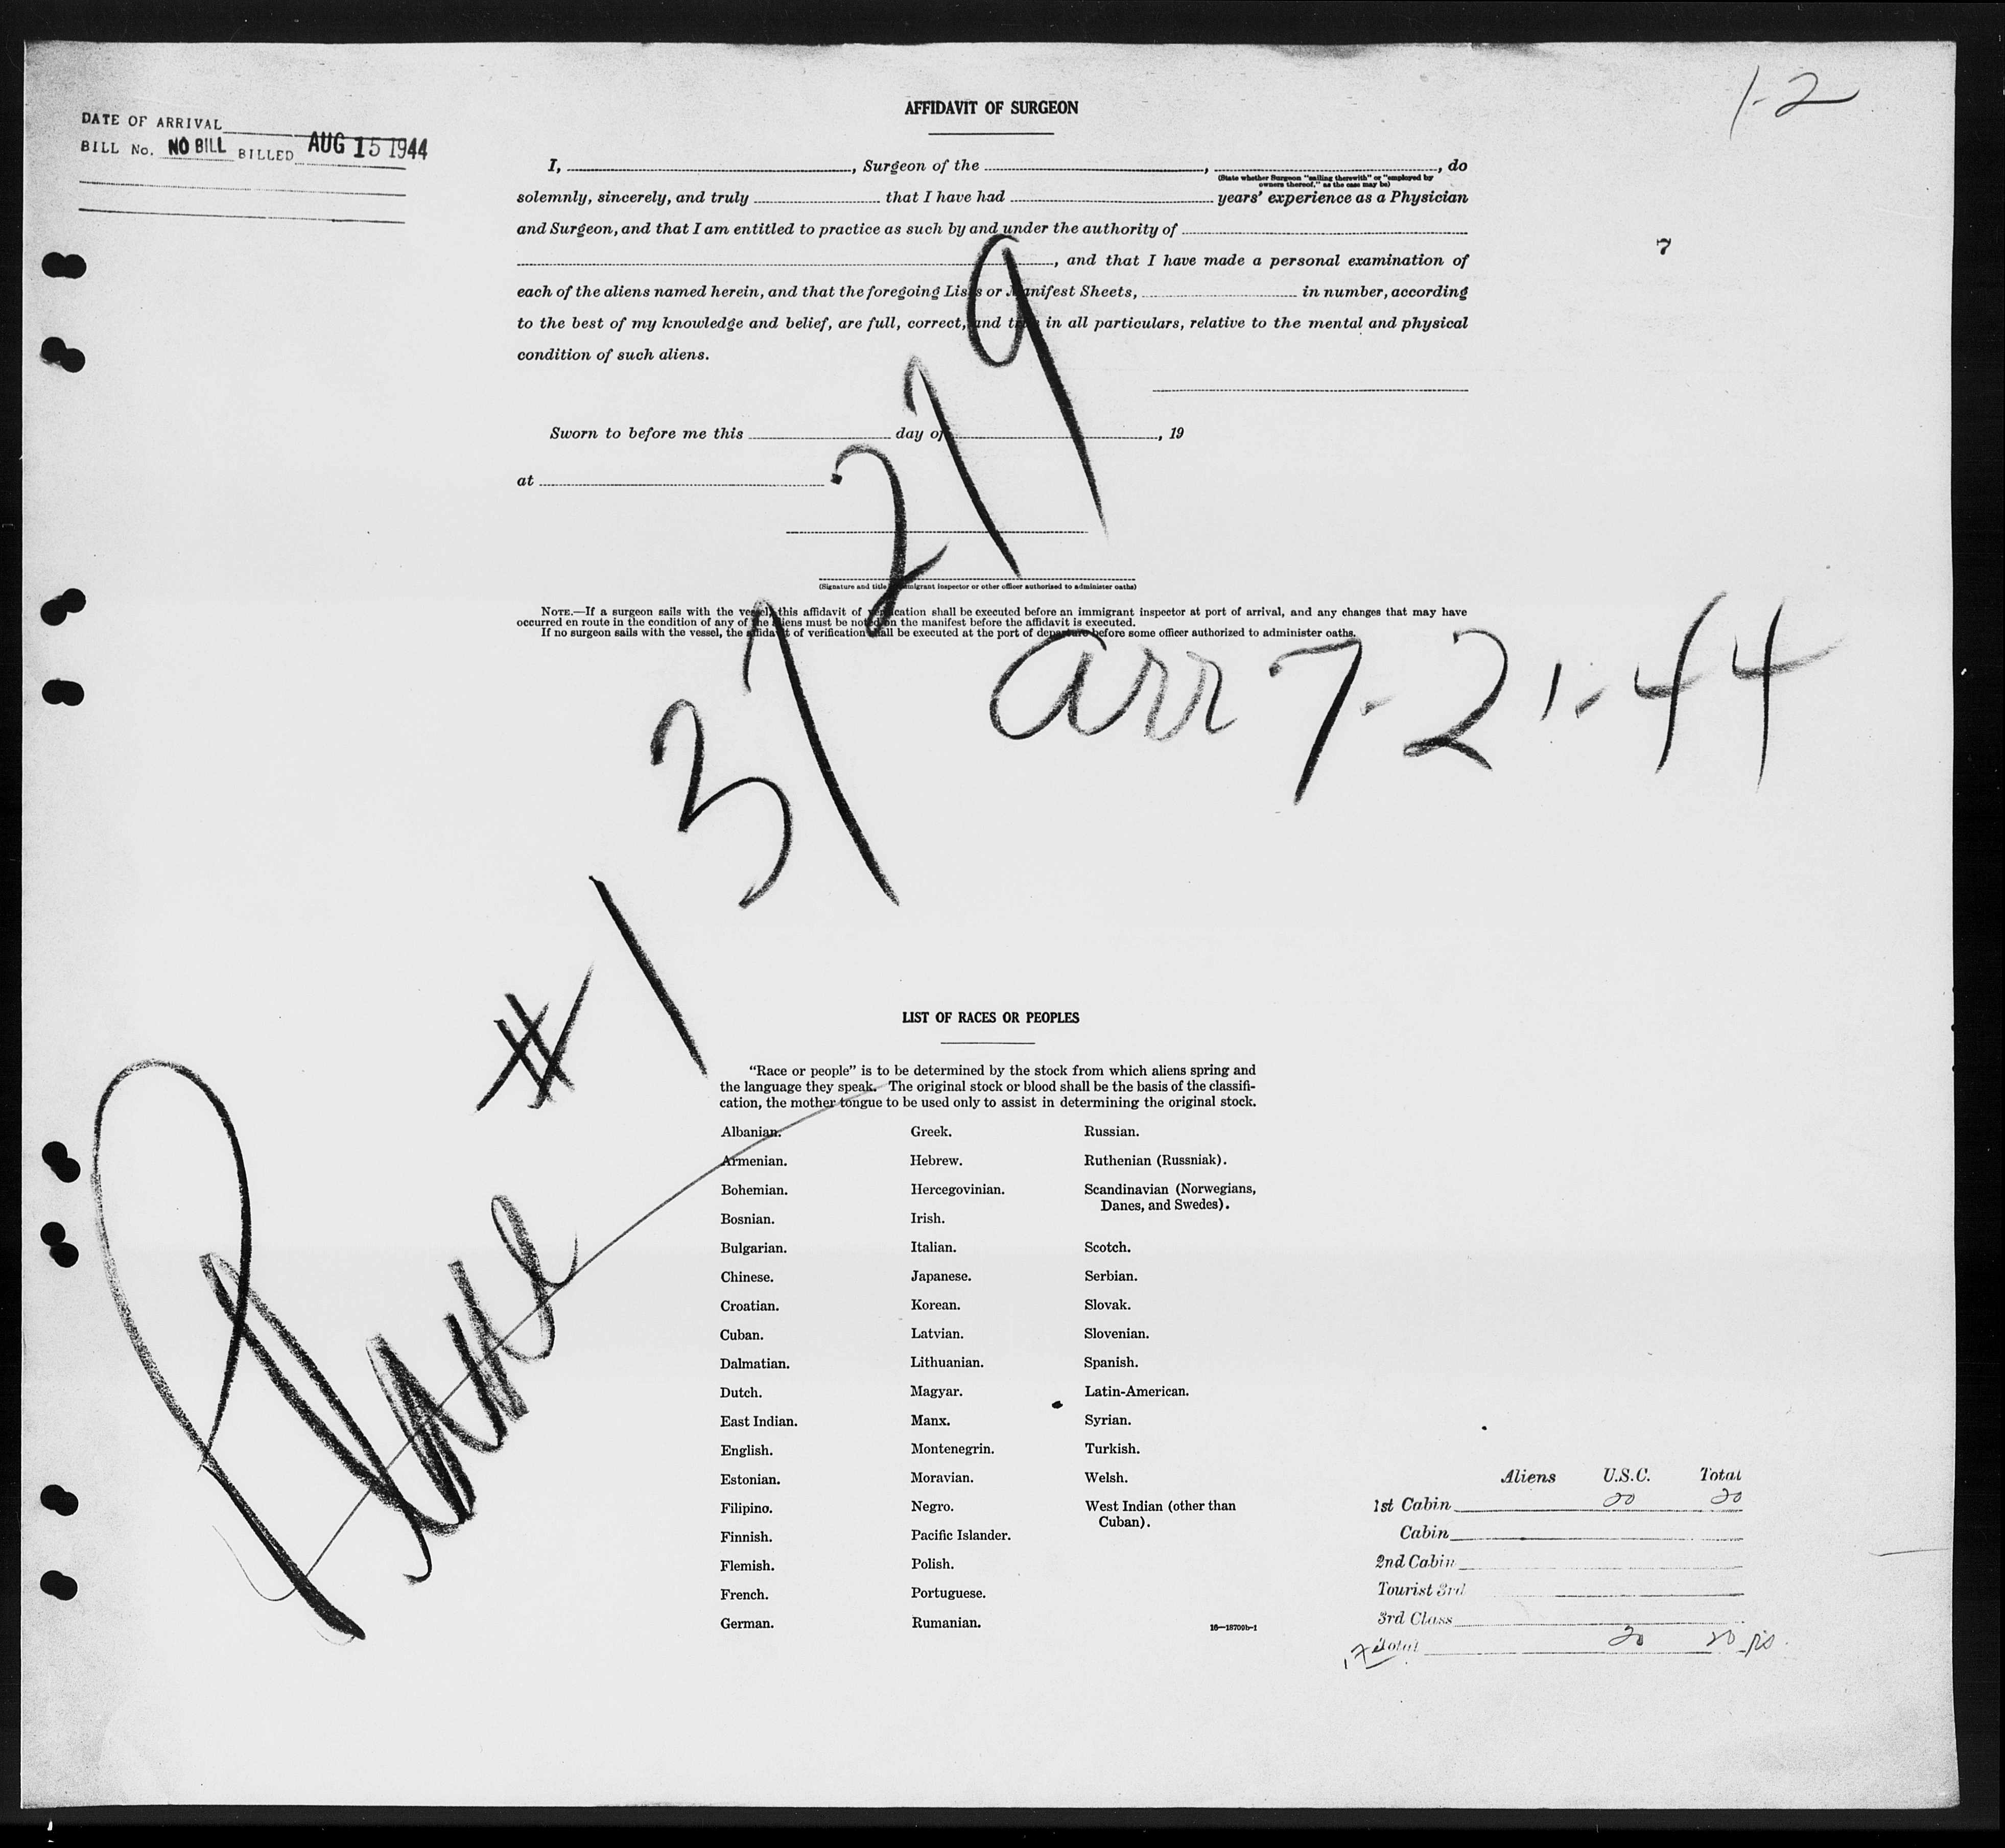 1-2
DATE OF ARRIVAL
BILL No. NO BILL BILLED AUG 15 1944
AFFIDAVIT OF SURGEON
I, , Surgeon of the , , do
(State whether Surgeon "sailing therewith" or "employed by
owners thereof," as the case may be)
solemnly, sincerely, and truly that I have had years' experience as a Physician
and Surgeon, and that I am entitled to practice as such by and under the authority of
7
, and that I have made a personal examination of
each of the aliens named herein, and that the foregoing Lists or Manifest Sheets, in number, according
to the best of my knowledge and belief, are full, correct, and true in all particulars, relative to the mental and physical
condition of such aliens.
Sworn to before me this day of , 19
at
(Signature and title of immigrant inspector or other officer authorized to administer oaths)
NOTE.—If a surgeon sails with the vessel, this affidavit of verification shall be executed before an immigrant inspector at port of arrival, and any changes that may have
occurred en route in the condition of any of the aliens must be noted on the manifest before the affidavit is executed.
If no surgeon sails with the vessel, the affidavit of verification shall be executed at the port of departure before some officer authorized to administer oaths.
Plane #137219
arr 7-21-44
LIST OF RACES OR PEOPLES
"Race or people" is to be determined by the stock from which aliens spring and
the language they speak. The original stock or blood shall be the basis of the classifi-
cation, the mother tongue to be used only to assist in determining the original stock.
Albanian.
Armenian.
Bohemian.
Bosnian.
Bulgarian.
Chinese.
Croatian.
Cuban.
Dalmatian.
Dutch.
East Indian.
English.
Estonian.
Filipino.
Finnish.
Flemish.
French.
German.
Greek.
Hebrew.
Hercegovinian.
Irish.
Italian.
Japanese.
Korean.
Latvian.
Lithuanian.
Magyar.
Manx.
Montenegrin.
Moravian.
Negro.
Pacific Islander.
Polish.
Portuguese.
Rumanian.
Russian.
Ruthenian (Russniak).
Scandinavian (Norwegians,
Danes, and Swedes).
Scotch.
Serbian.
Slovak.
Slovenian.
Spanish.
Latin-American.
Syrian.
Turkish.
Welsh.
West Indian (other than
Cuban).
16—18709b-1
Aliens U.S.C. Total
1st Cabin 20 20
Cabin
2nd Cabin
Tourist 3rd
3rd Class
Total 20 20